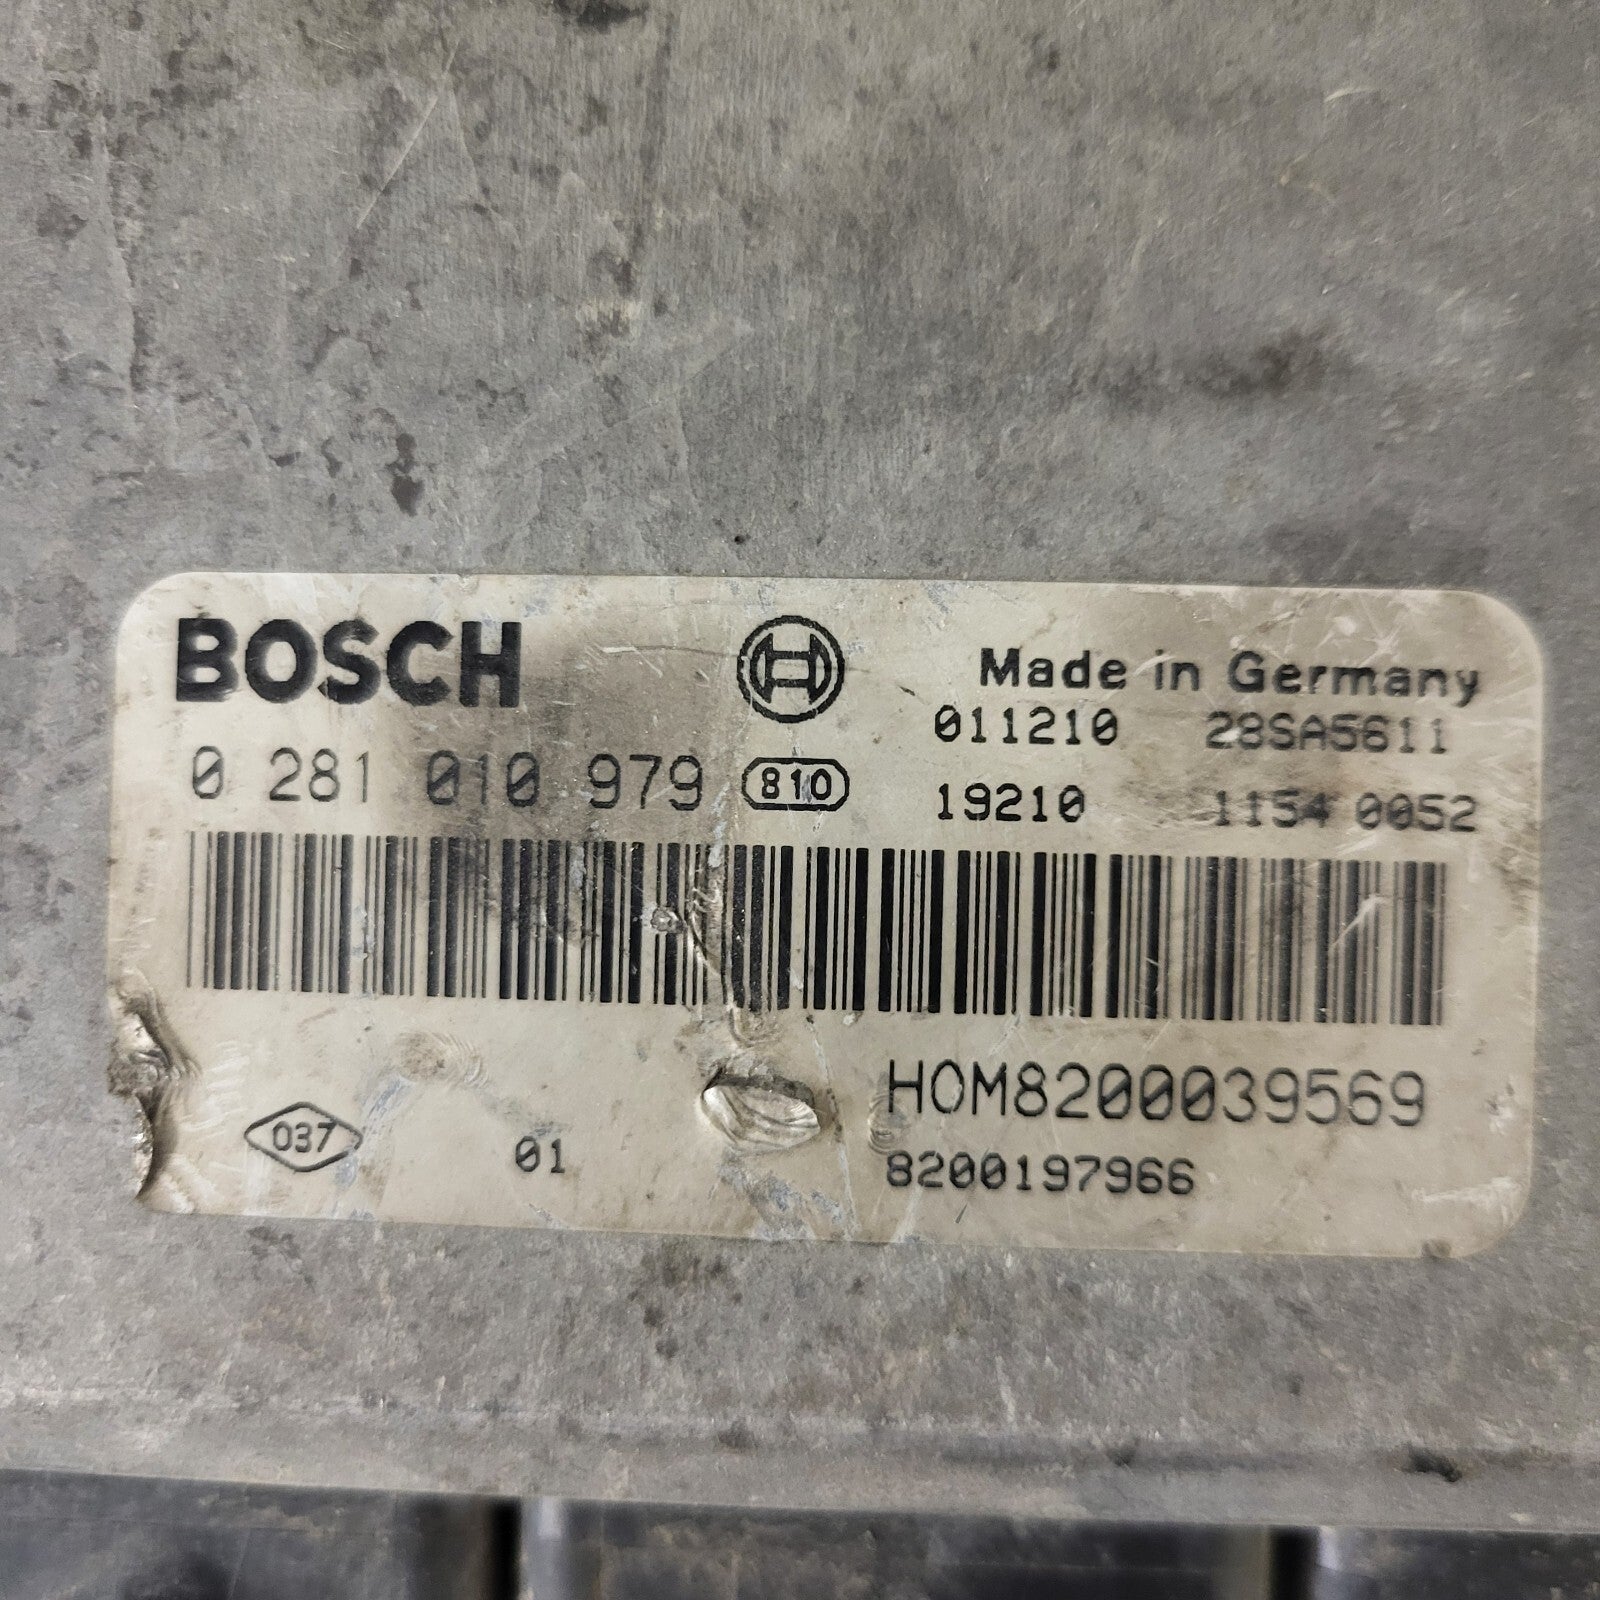 BOSCH
Made in Germany
011210 28SA5611
0 281 010 979 810
19210 1154 0052
HOM8200039569
037 01
8200197966